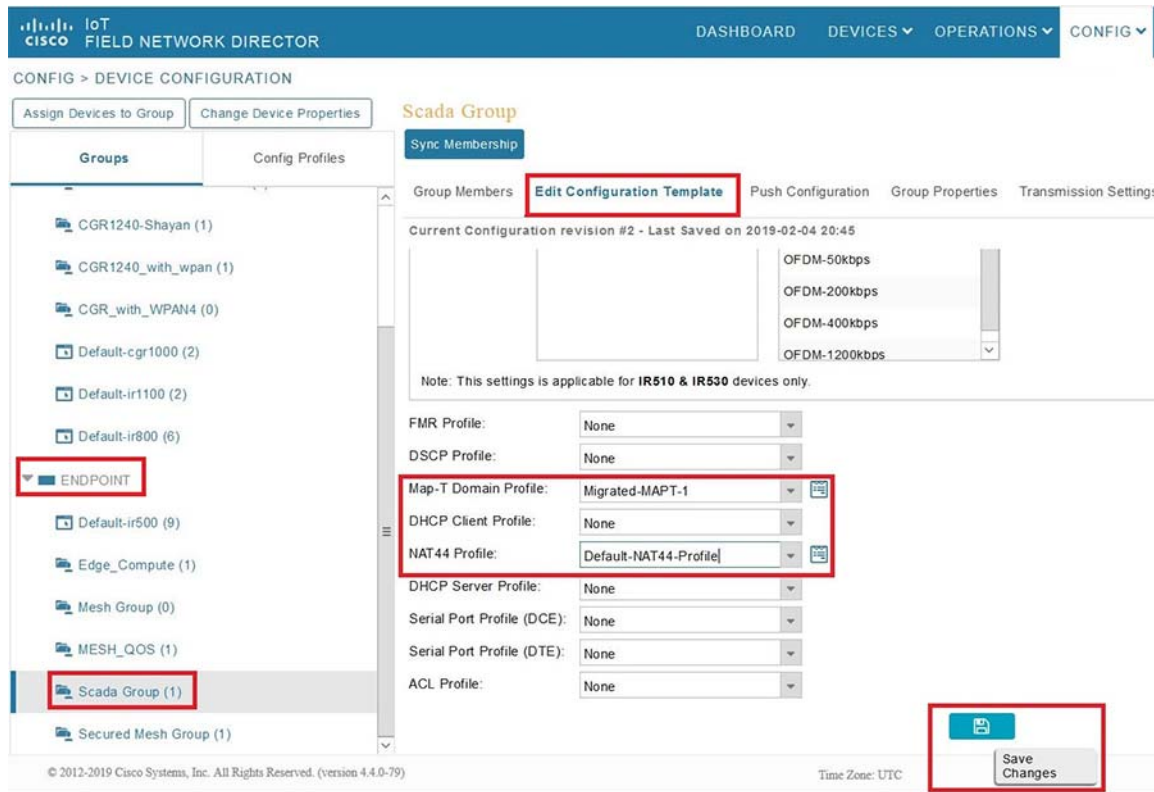 IoT
CISCO FIELD NETWORK DIRECTOR
DASHBOARD DEVICES OPERATIONS CONFIG
CONFIG > DEVICE CONFIGURATION
Assign Devices to Group Change Device Properties
Groups Config Profiles
CGR1240-Shayan (1)
CGR1240_with_wpan (1)
CGR_with_WPAN4 (0)
Default-cgr1000 (2)
Default-ir1100 (2)
Default-ir800 (6)
ENDPOINT
Default-ir500 (9)
Edge_Compute (1)
Mesh Group (0)
MESH_QOS (1)
Scada Group (1)
Secured Mesh Group (1)
Scada Group
Sync Membership
Group Members Edit Configuration Template Push Configuration Group Properties Transmission Settings
Current Configuration revision #2 - Last Saved on 2019-02-04 20:45
OFDM-50kbps
OFDM-200kbps
OFDM-400kbps
OFDM-1200kbps
Note: This settings is applicable for IR510 & IR530 devices only.
FMR Profile: None
DSCP Profile: None
Map-T Domain Profile: Migrated-MAPT-1
DHCP Client Profile: None
NAT44 Profile: Default-NAT44-Profile
DHCP Server Profile: None
Serial Port Profile (DCE): None
Serial Port Profile (DTE): None
ACL Profile: None
Save
Changes
© 2012-2019 Cisco Systems, Inc. All Rights Reserved. (version 4.4.0-79)
Time Zone: UTC